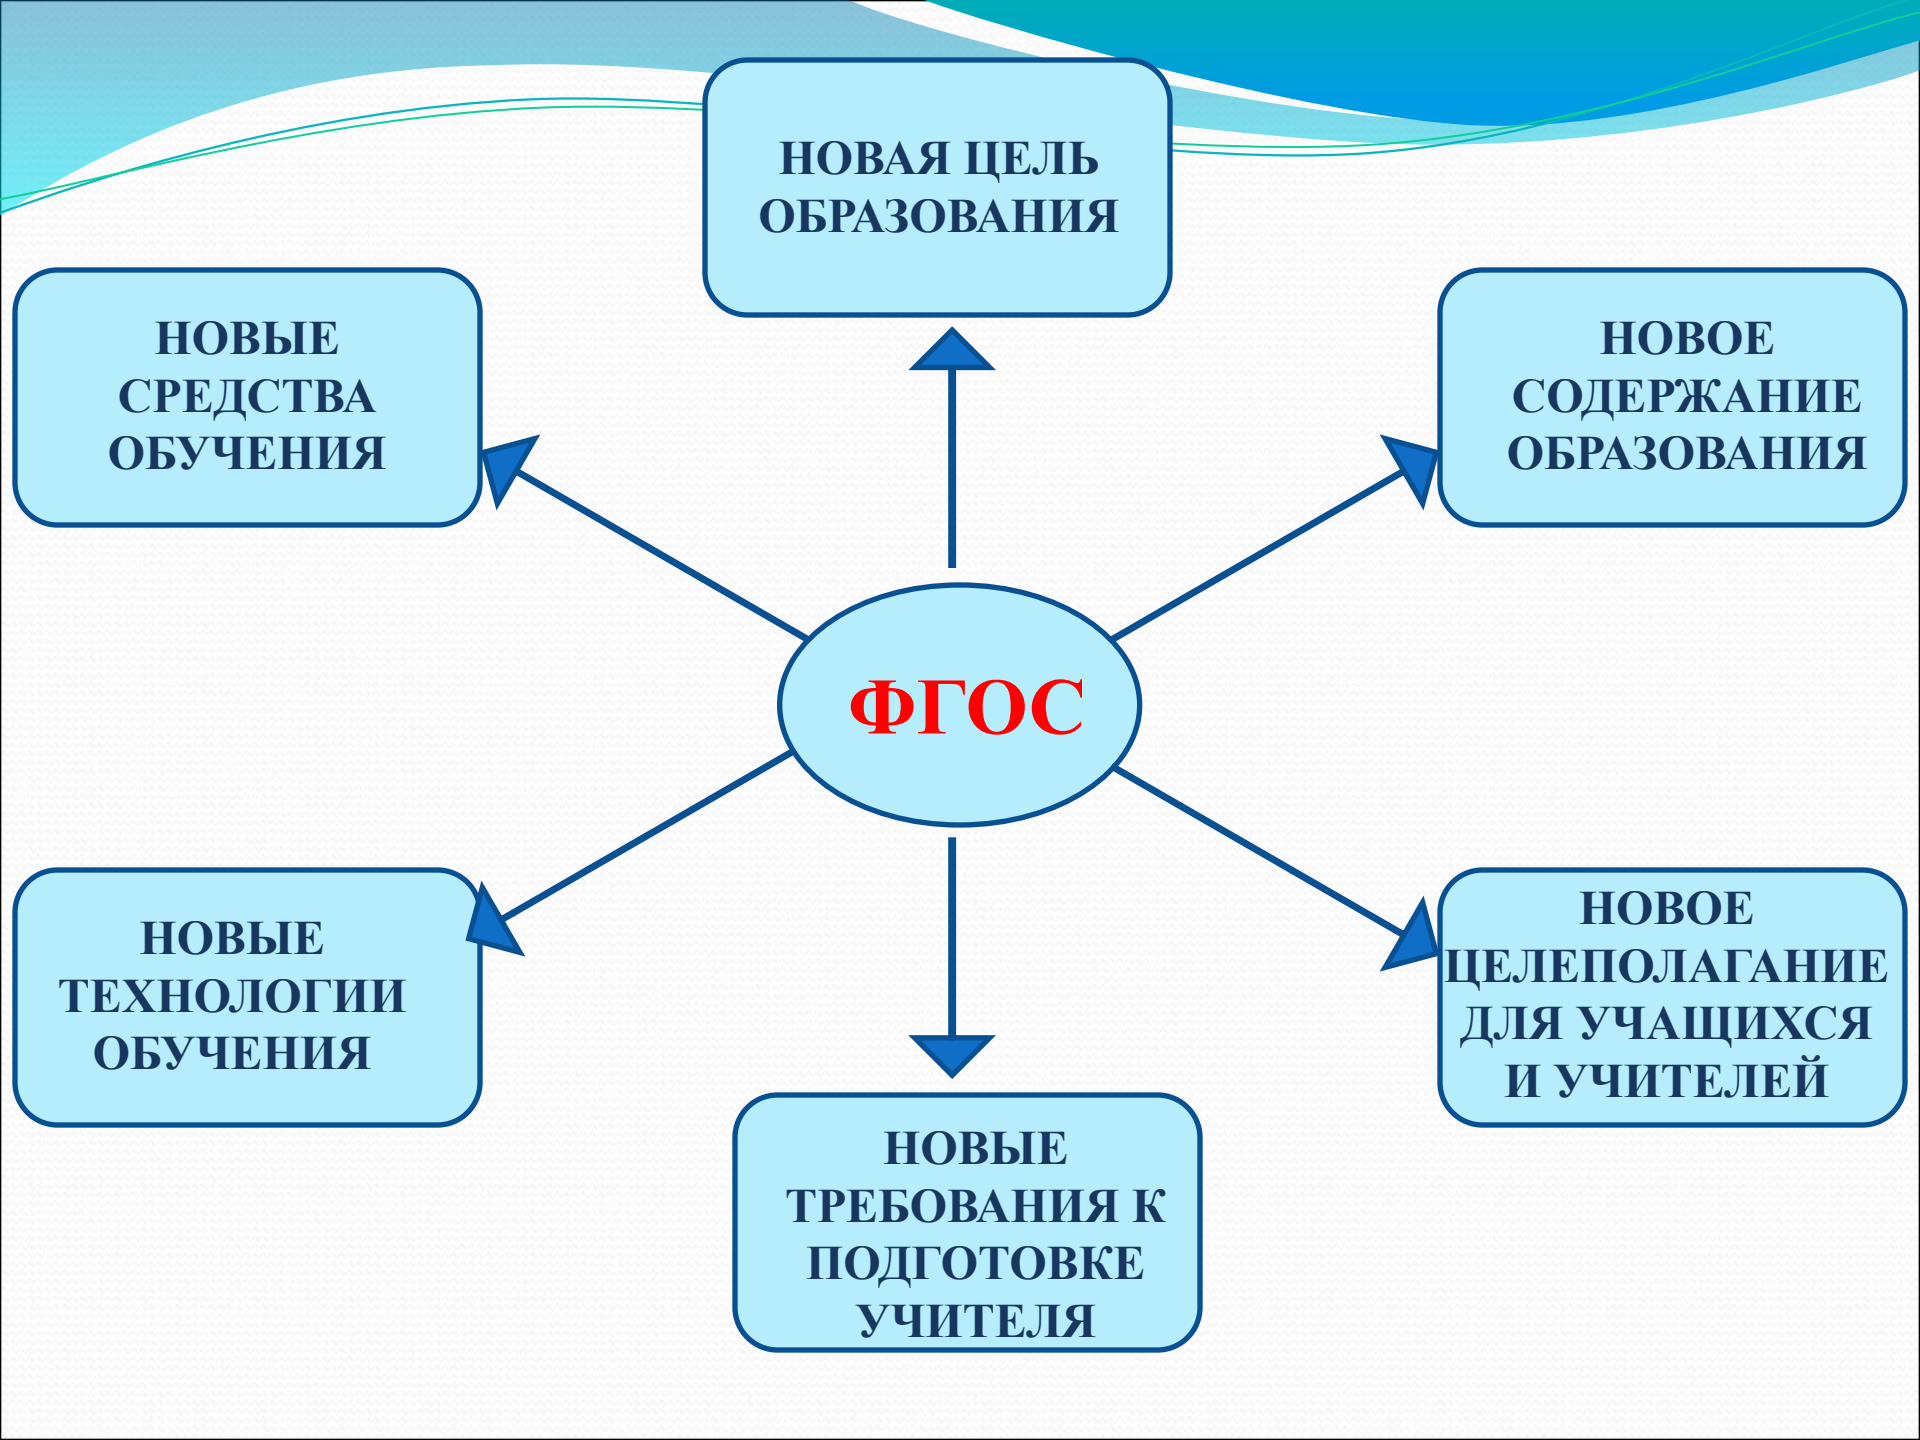 НОВАЯ ЦЕЛЬ
ОБРАЗОВАНИЯ
НОВЫЕ
СРЕДСТВА
ОБУЧЕНИЯ
НОВОЕ
СОДЕРЖАНИЕ
ОБРАЗОВАНИЯ
ФГОС
НОВЫЕ
ТЕХНОЛОГИИ
ОБУЧЕНИЯ
НОВОЕ
ЦЕЛЕПОЛАГАНИЕ
ДЛЯ УЧАЩИХСЯ
И УЧИТЕЛЕЙ
НОВЫЕ
ТРЕБОВАНИЯ К
ПОДГОТОВКЕ
УЧИТЕЛЯ